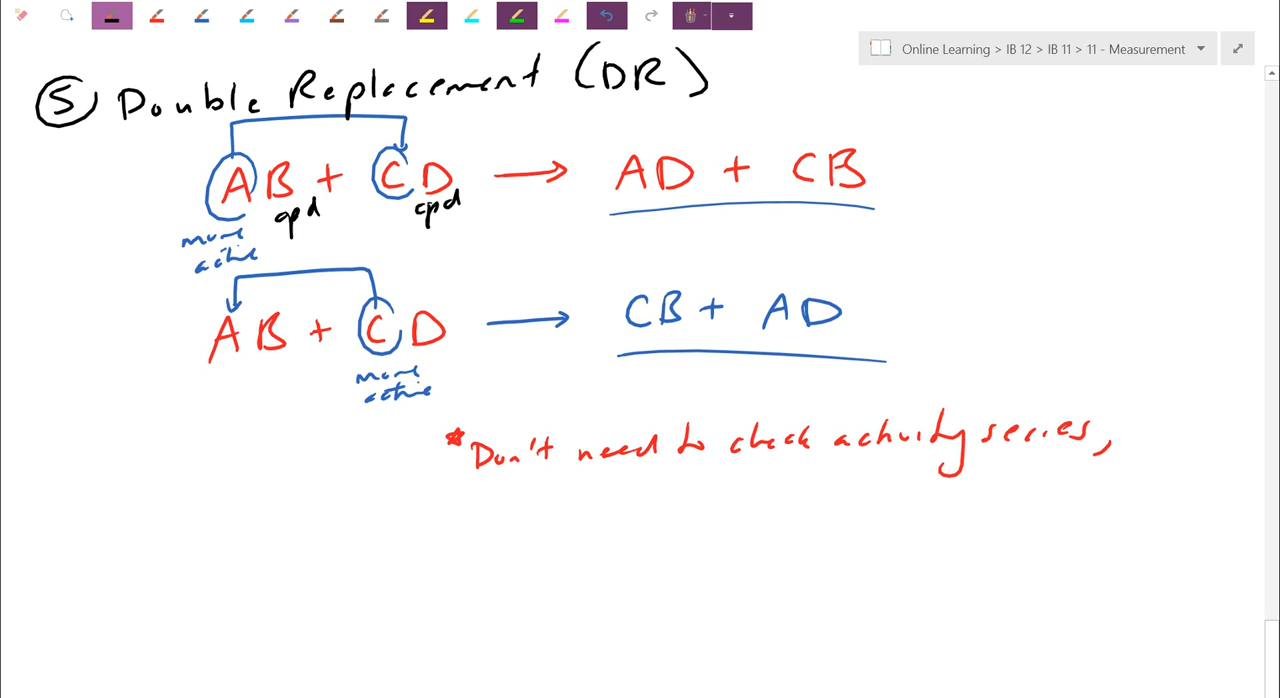 Online Learning > IB 12 > IB 11 > 11 - Measurement
5 Double Replacement (DR)
AB + CD → AD + CB
cpd cpd
more
active
AB + CD → CB + AD
more
active
*Don't need to check activity series,